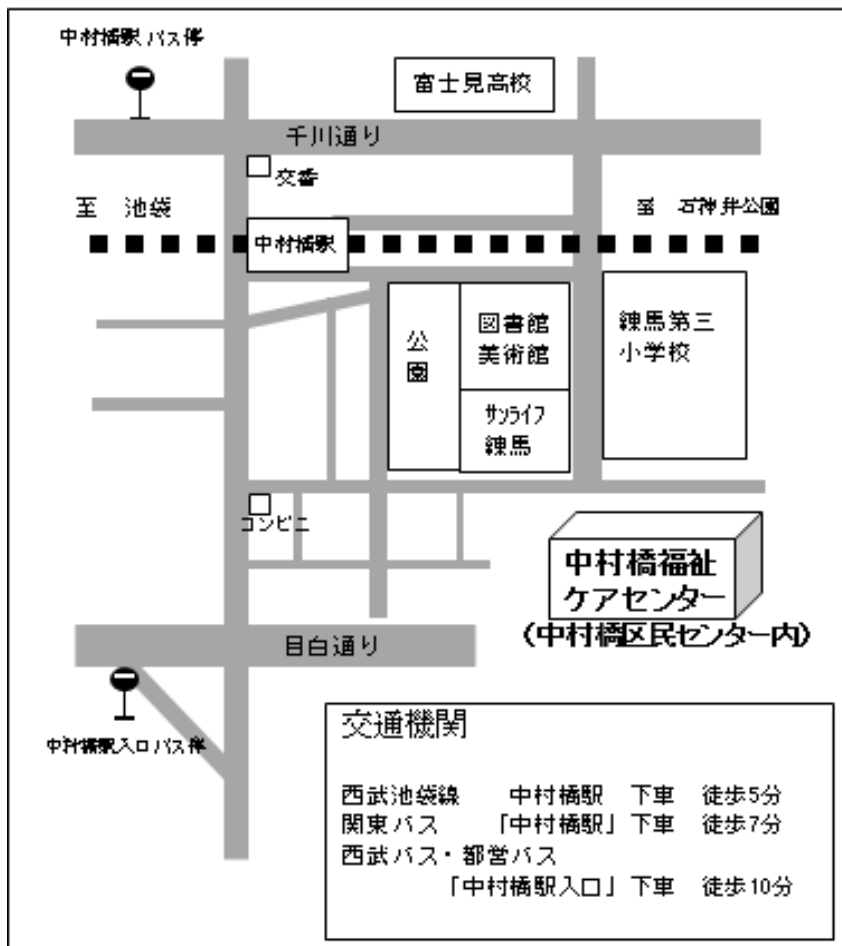 中村橋駅 バス停
富士見高校
千川通り
交番
至 池袋
至 石神井公園
中村橋駅
公園
図書館
美術館
練馬第三
小学校
サンライフ
練馬
コンビニ
中村橋福祉
ケアセンター
(中村橋区民センター内)
目白通り
中村橋駅入口バス停
交通機関
西武池袋線 中村橋駅 下車 徒歩5分
関東バス 「中村橋駅」下車 徒歩7分
西武バス・都営バス
「中村橋駅入口」下車 徒歩10分